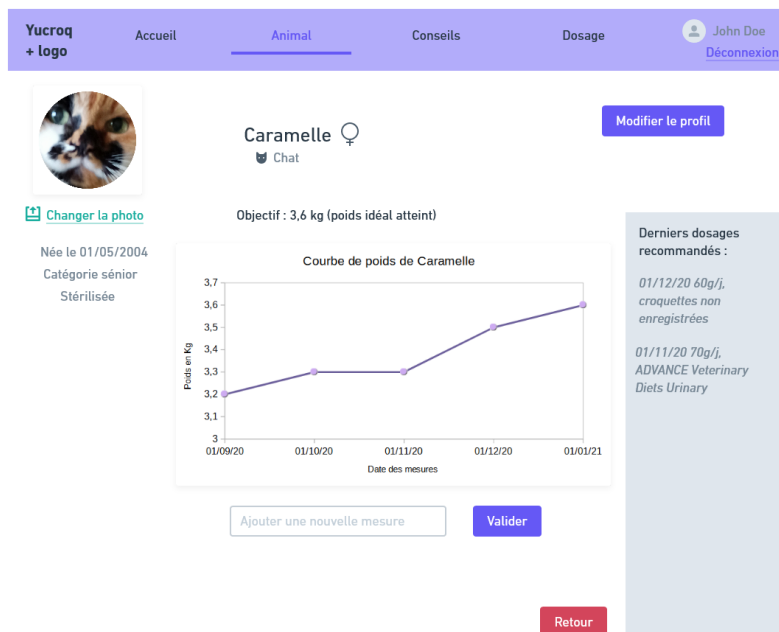 Yucroq
+ logo
Accueil
Animal
Conseils
Dosage
John Doe
Déconnexion
Modifier le profil
Caramelle
Chat
Changer la photo
Née le 01/05/2004
Catégorie sénior
Stérilisée
Objectif : 3,6 kg (poids idéal atteint)
Courbe de poids de Caramelle
3,7
3,6
3,5
3,4
3,3
3,2
3,1
3
Poids en Kg
01/09/20
01/10/20
01/11/20
01/12/20
01/01/21
Date des mesures
Ajouter une nouvelle mesure
Valider
Derniers dosages
recommandés :
01/12/20 60g/j,
croquettes non
enregistrées
01/11/20 70g/j,
ADVANCE Veterinary
Diets Urinary
Retour